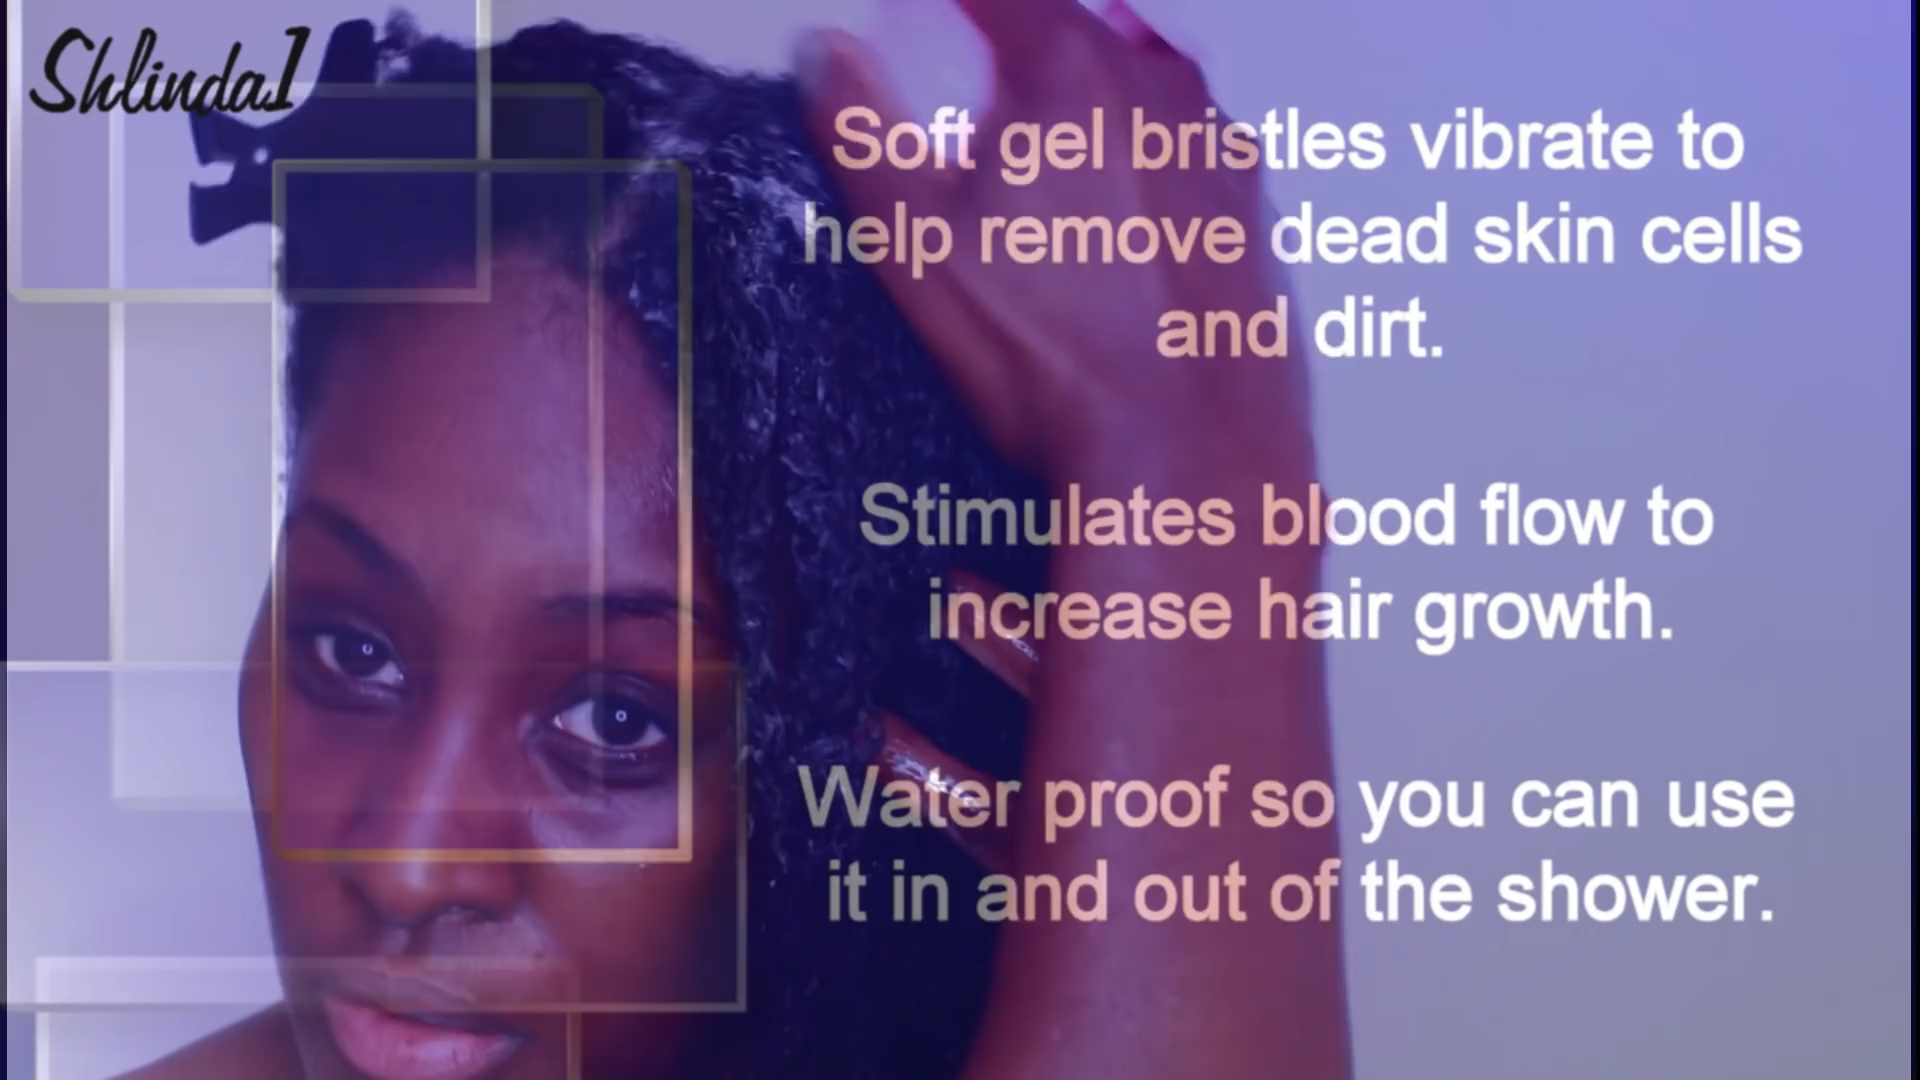 Shlinda1
Soft gel bristles vibrate to
help remove dead skin cells
and dirt.
Stimulates blood flow to
increase hair growth.
Water proof so you can use
it in and out of the shower.